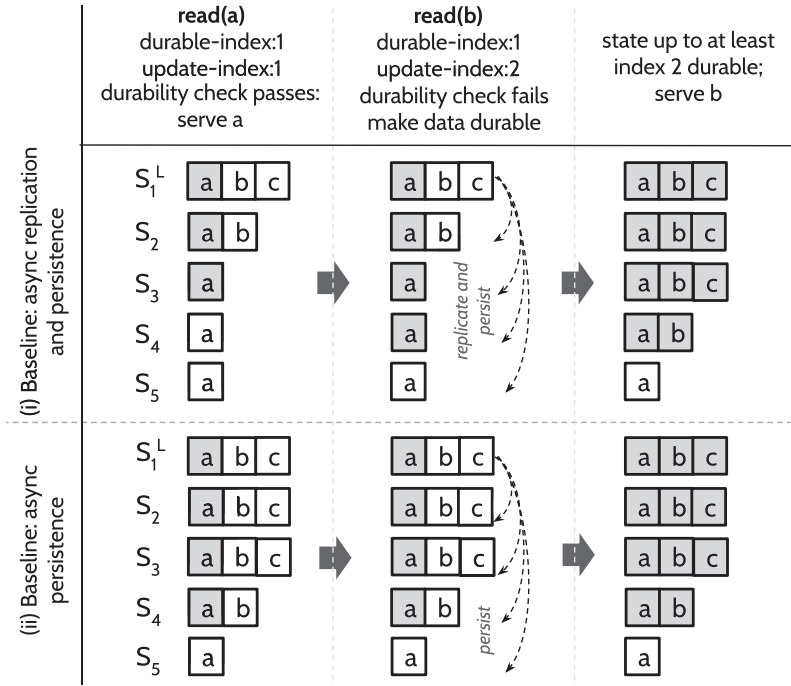 read(a)
durable-index:1
update-index:1
durability check passes:
serve a
read(b)
durable-index:1
update-index:2
durability check fails
make data durable
state up to at least
index 2 durable;
serve b
(i) Baseline: async replication
and persistence
S1L a b c
S2 a b
S3 a
S4 a
S5 a
a b c
a b
a
a
a
replicate and
persist
a b c
a b c
a b c
a b
a
(ii) Baseline: async
persistence
S1L a b c
S2 a b c
S3 a b c
S4 a b
S5 a
a b c
a b c
a b c
a b
a
persist
a b c
a b c
a b c
a b
a